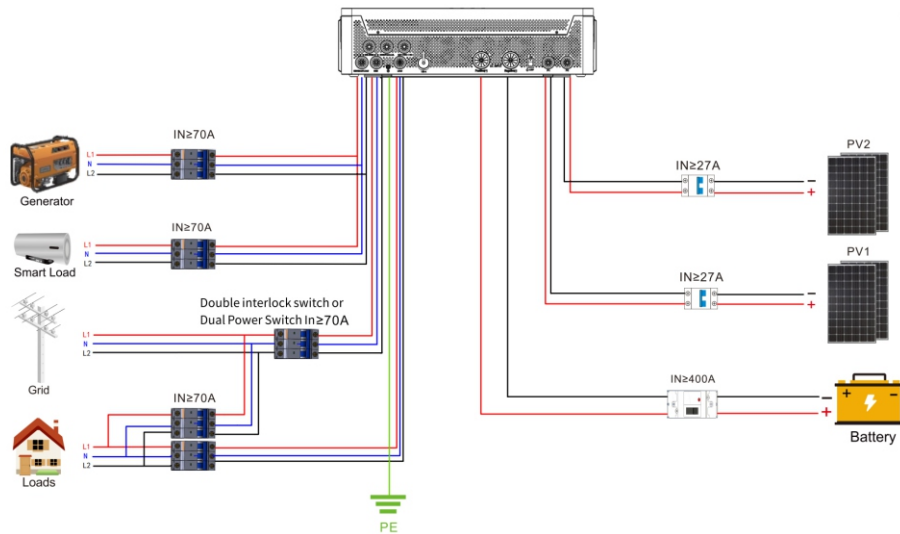 IN≥70A
L1
N
L2
Generator
IN≥70A
L1
N
L2
Smart Load
Double interlock switch or
Dual Power Switch In≥70A
L1
N
L2
Grid
IN≥70A
L1
N
L2
Loads
PE
PV2
IN≥27A
−
+
PV1
IN≥27A
−
+
IN≥400A
−
+
+ −
Battery